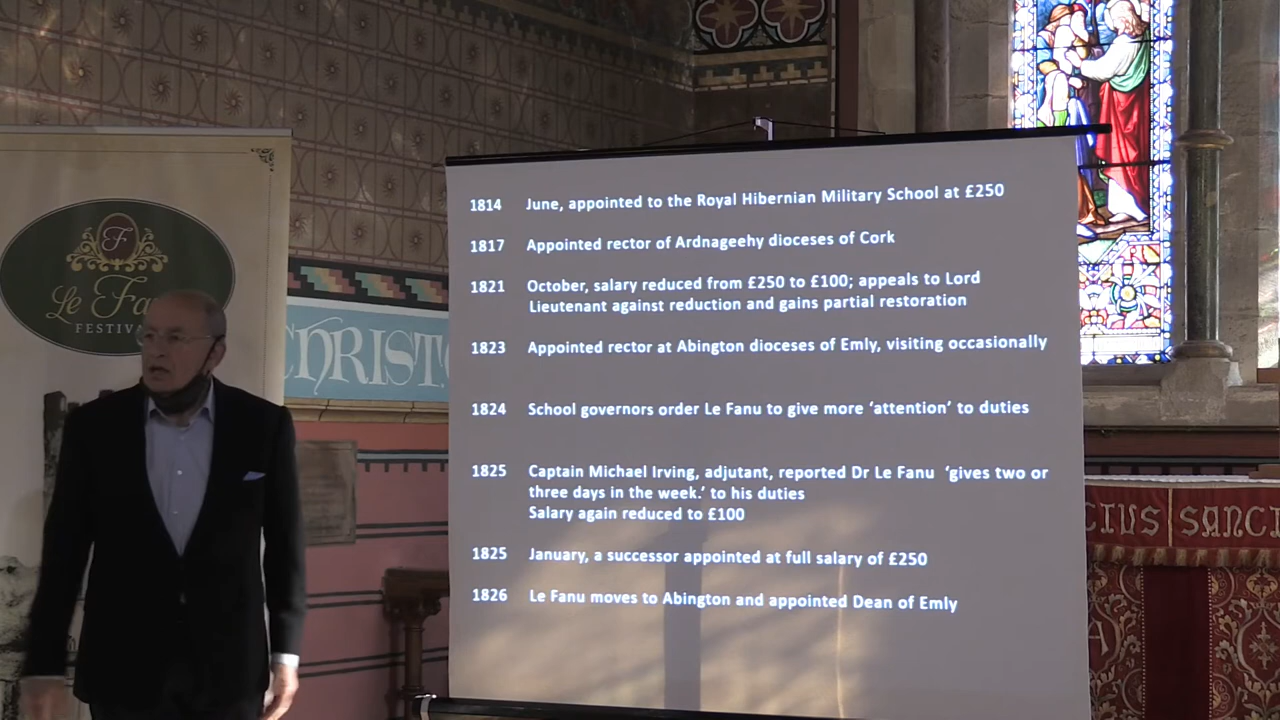 F
Le Fa
FESTIVA
CHRIST
1814 June, appointed to the Royal Hibernian Military School at £250
1817 Appointed rector of Ardnageehy dioceses of Cork
1821 October, salary reduced from £250 to £100; appeals to Lord
Lieutenant against reduction and gains partial restoration
1823 Appointed rector at Abington dioceses of Emly, visiting occasionally
1824 School governors order Le Fanu to give more ‘attention’ to duties
1825 Captain Michael Irving, adjutant, reported Dr Le Fanu ‘gives two or
three days in the week.’ to his duties
Salary again reduced to £100
1825 January, a successor appointed at full salary of £250
1826 Le Fanu moves to Abington and appointed Dean of Emly
CTUS SANCT